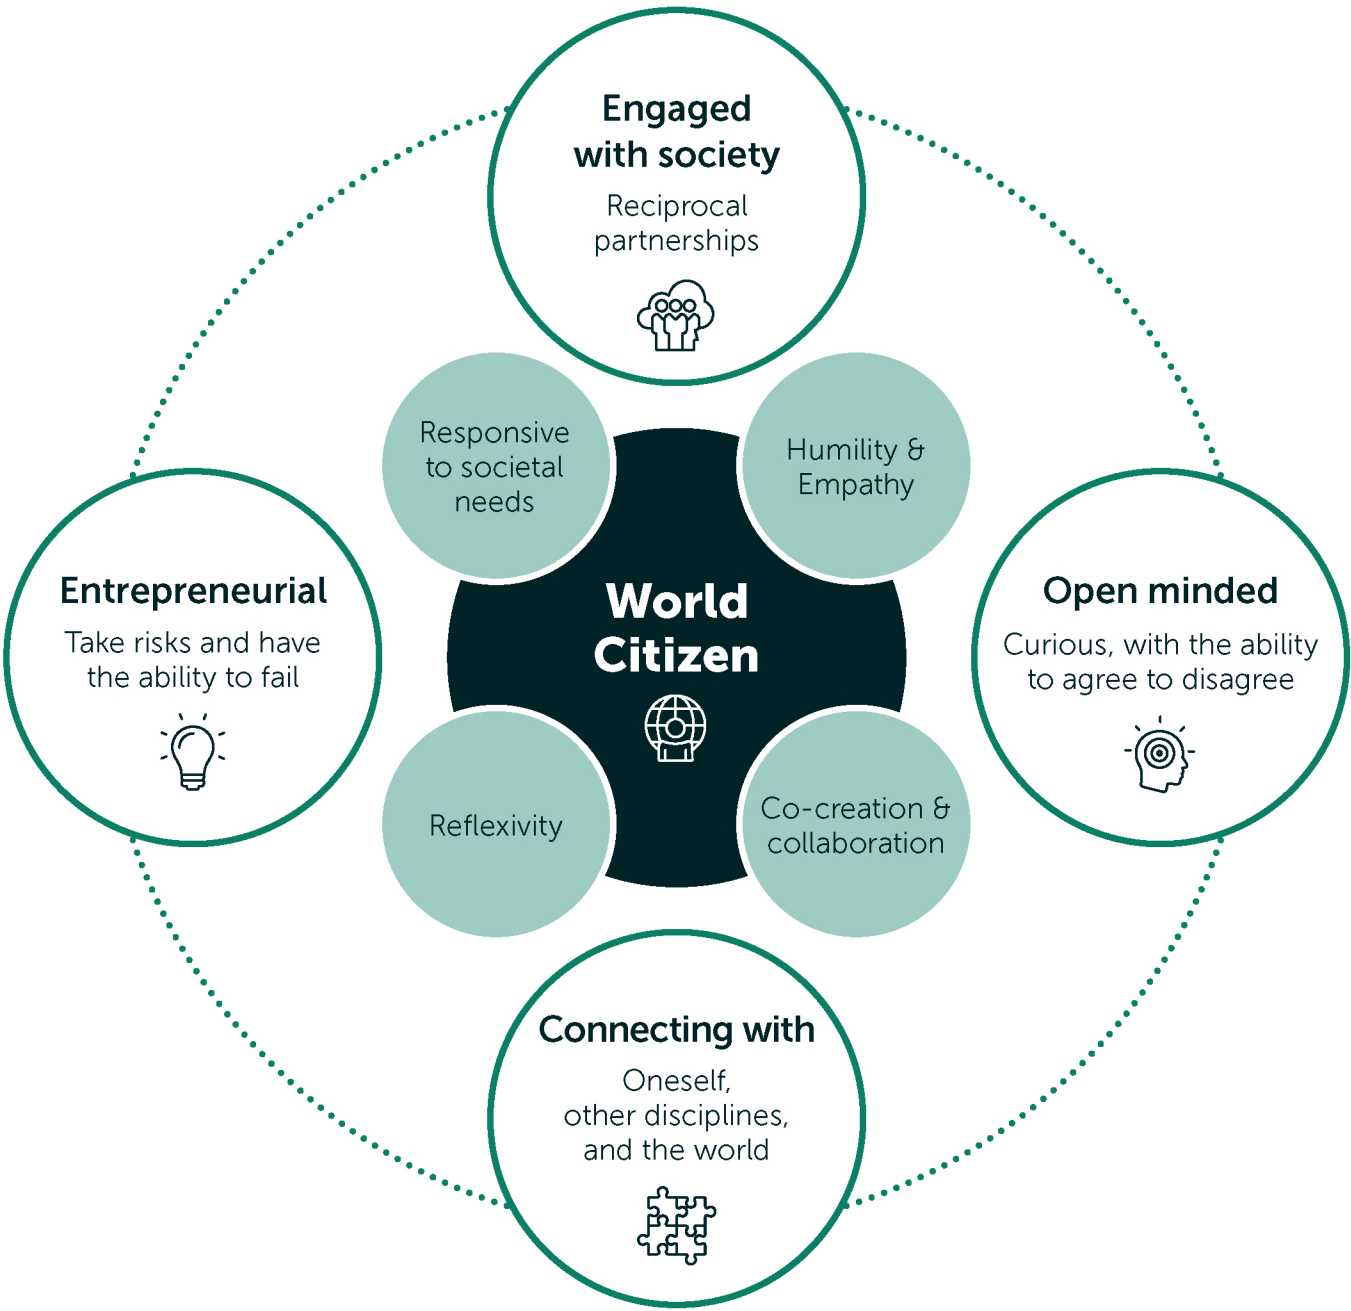 Engaged
with society
Reciprocal
partnerships
Responsive
to societal
needs
Humility &
Empathy
Entrepreneurial
Take risks and have
the ability to fail
World
Citizen
Open minded
Curious, with the ability
to agree to disagree
Reflexivity
Co-creation &
collaboration
Connecting with
Oneself,
other disciplines,
and the world